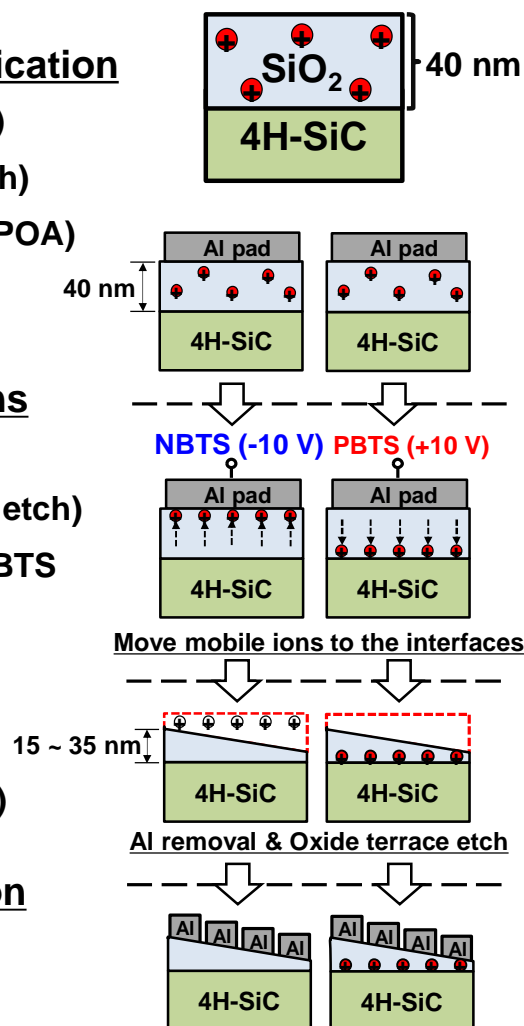 ication
SiO2
40 nm
4H-SiC
)
h)
POA)
Al pad Al pad
40 nm
4H-SiC 4H-SiC
ns
NBTS (-10 V) PBTS (+10 V)
etch)
Al pad Al pad
BTS
4H-SiC 4H-SiC
Move mobile ions to the interfaces
15 ~ 35 nm
4H-SiC 4H-SiC
)
Al removal & Oxide terrace etch
on
Al Al Al Al Al Al Al Al
4H-SiC 4H-SiC